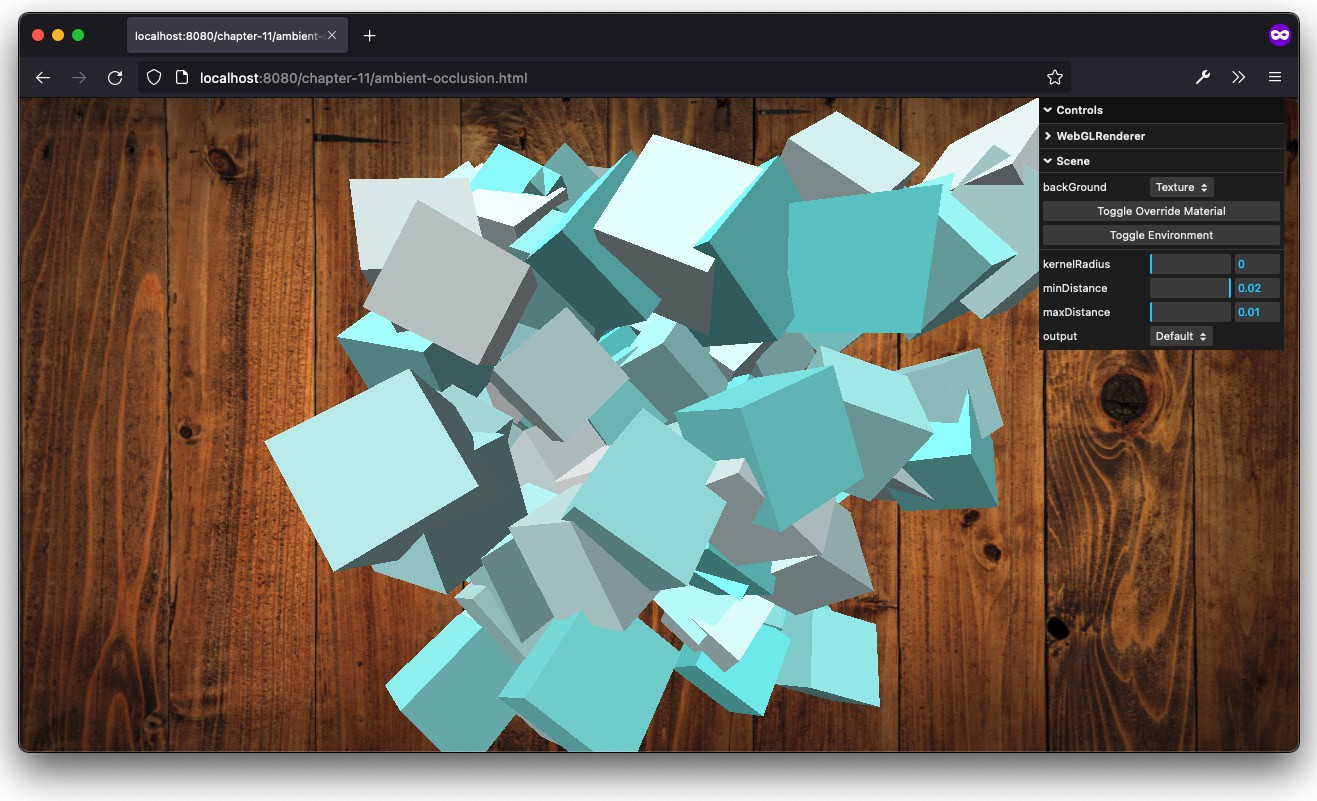 localhost:8080/chapter-11/ambient-
localhost:8080/chapter-11/ambient-occlusion.html
Controls
WebGLRenderer
Scene
backGround Texture
Toggle Override Material
Toggle Environment
kernelRadius 0
minDistance 0.02
maxDistance 0.01
output Default